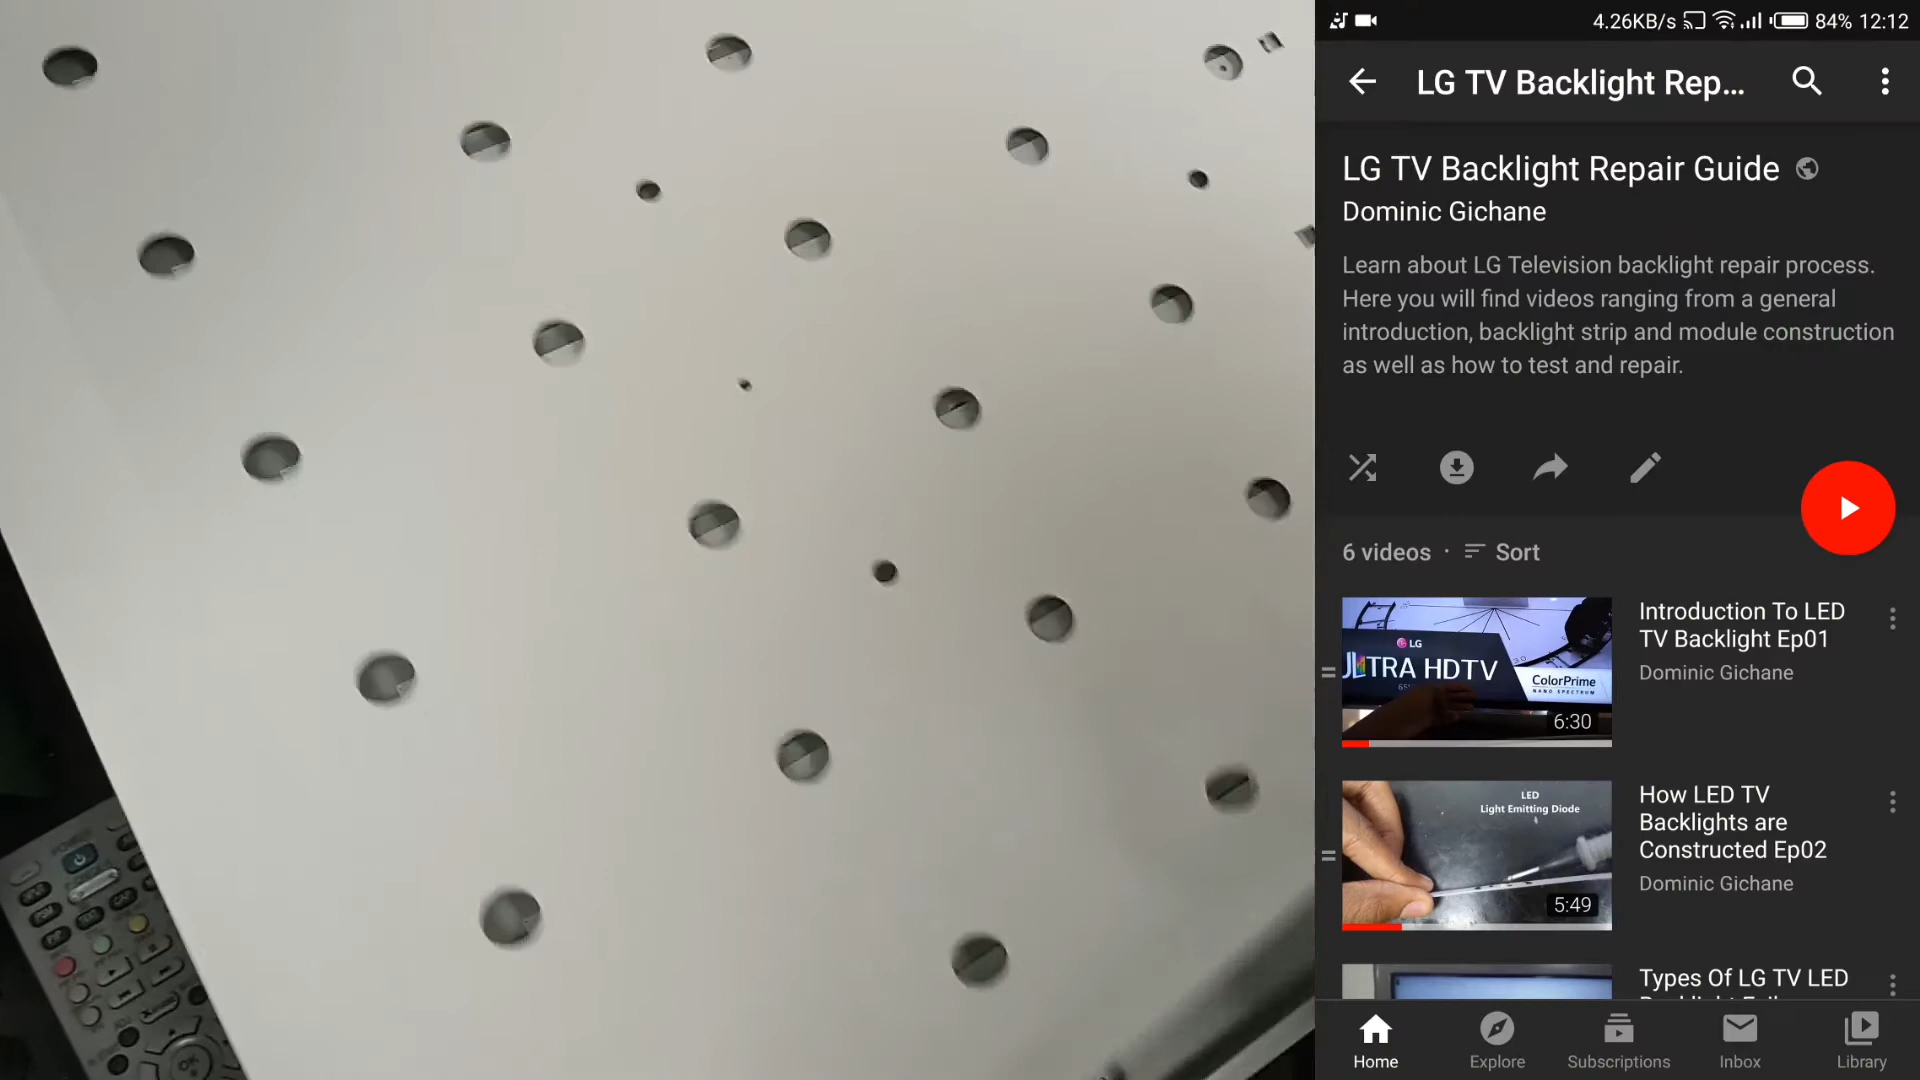 4.26KB/s 84% 12:12
LG TV Backlight Rep...
LG TV Backlight Repair Guide
Dominic Gichane
Learn about LG Television backlight repair process.
Here you will find videos ranging from a general
introduction, backlight strip and module construction
as well as how to test and repair.
6 videos · Sort
LG
ULTRA HDTV
ColorPrime
NANO SPECTRUM
6:30
Introduction To LED
TV Backlight Ep01
Dominic Gichane
LED
Light Emitting Diode
5:49
How LED TV
Backlights are
Constructed Ep02
Dominic Gichane
Types Of LG TV LED
OK
Home
Explore
Subscriptions
Inbox
Library